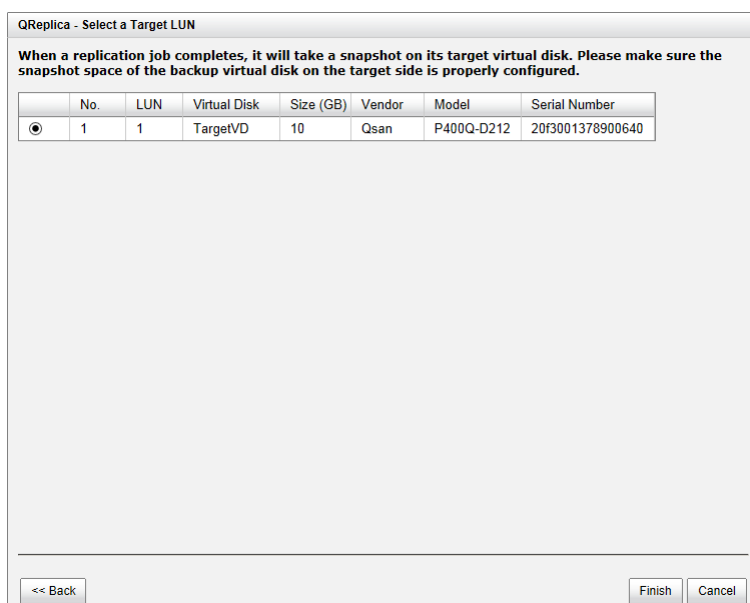 QReplica - Select a Target LUN
When a replication job completes, it will take a snapshot on its target virtual disk. Please make sure the
snapshot space of the backup virtual disk on the target side is properly configured.
No. LUN Virtual Disk Size (GB) Vendor Model Serial Number
1 1 TargetVD 10 Qsan P400Q-D212 20f3001378900640
<< Back Finish Cancel